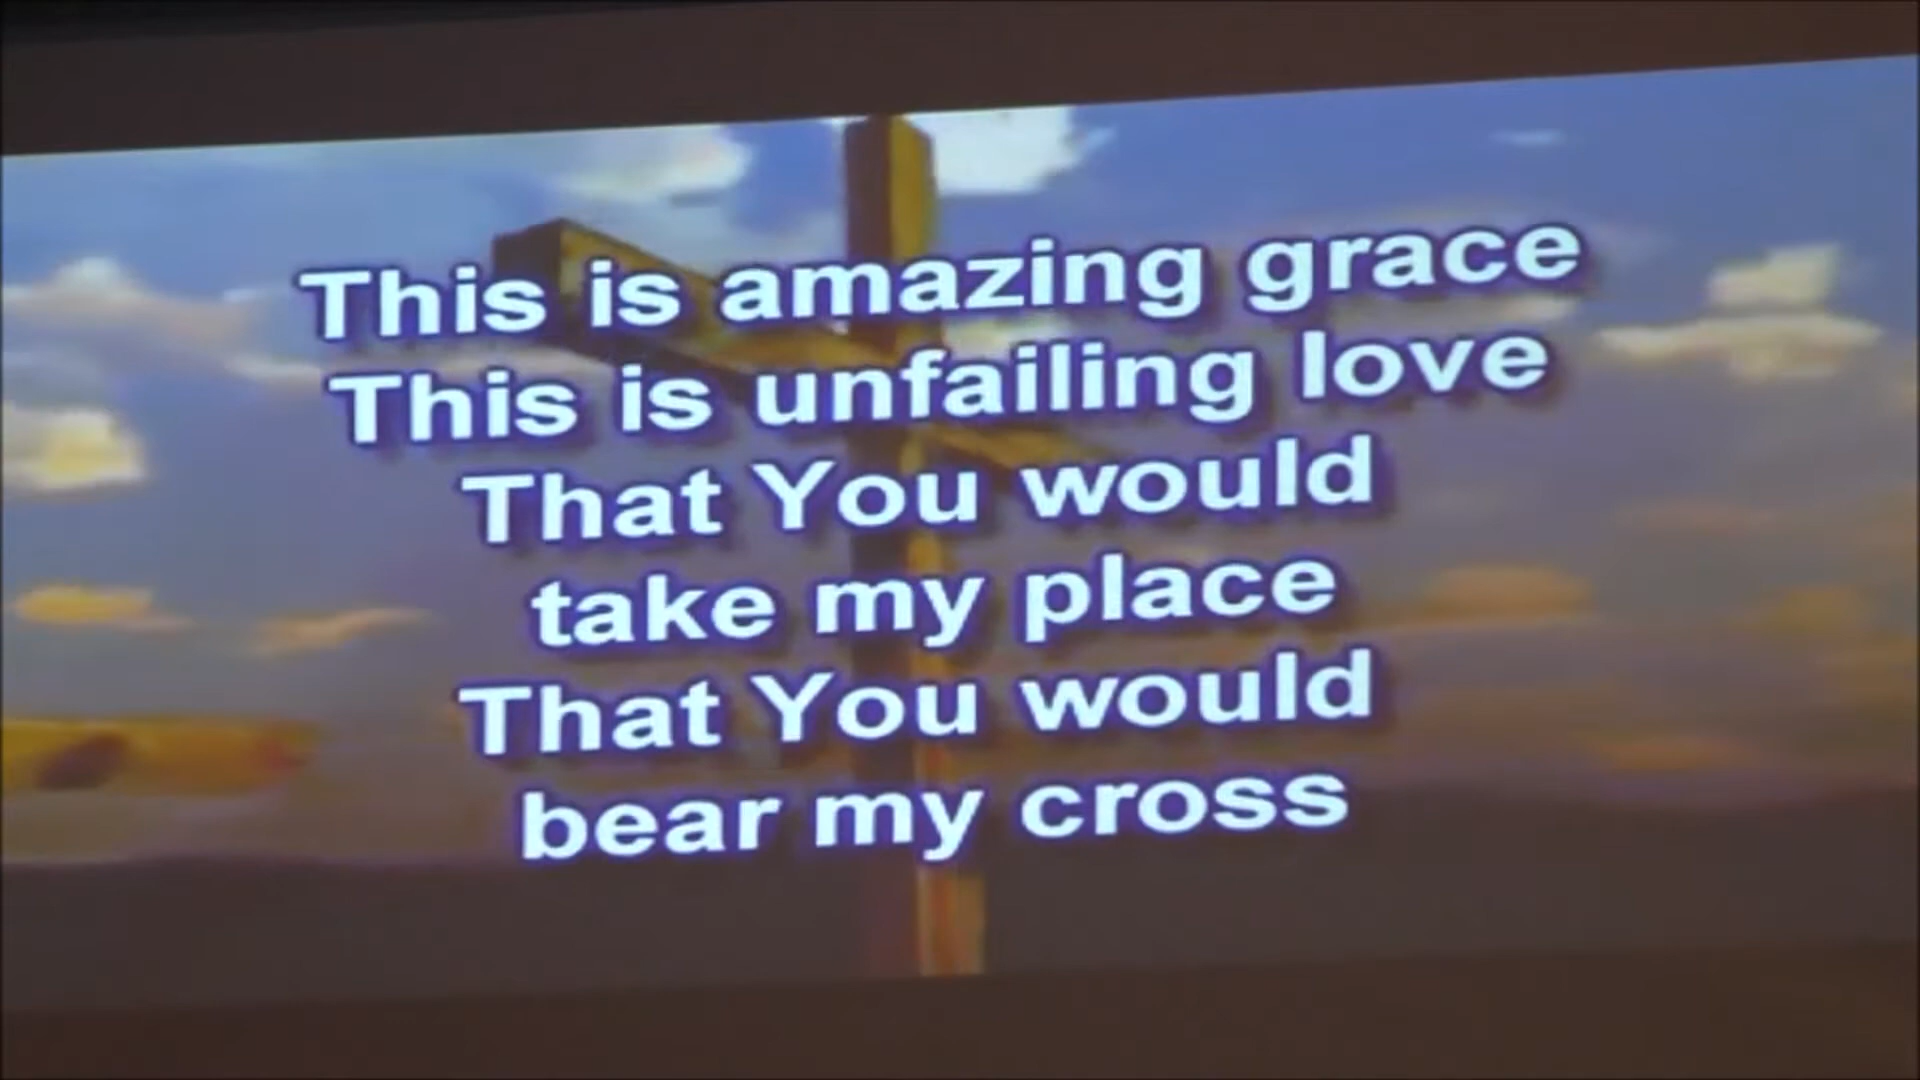 This is amazing grace
This is unfailing love
That You would
take my place
That You would
bear my cross